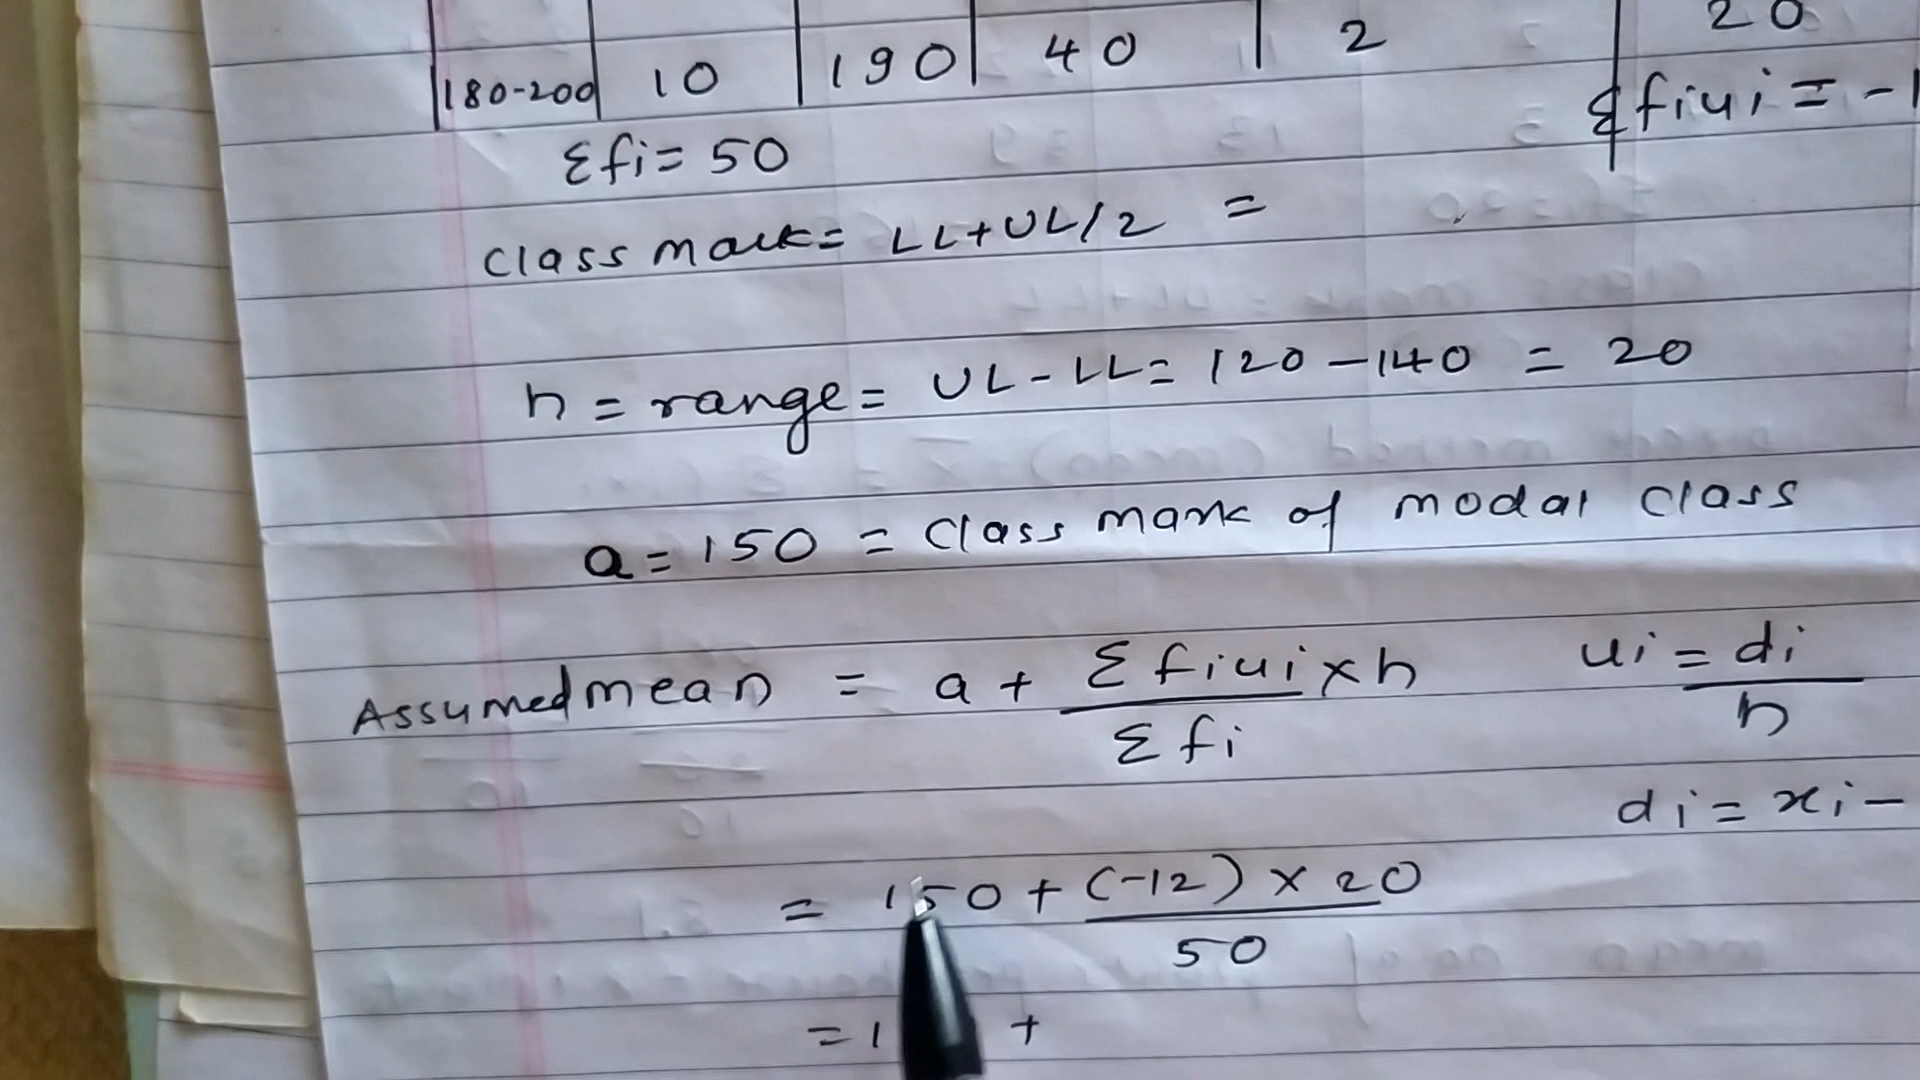 20
180-200 10 190 40 2
Σfiui = -1
Σfi = 50
class mark = LL+UL/2 =
h = range = UL - LL = 120 - 140 = 20
a = 150 = class mark of modal class
Assumed mean = a + Σfiui x h ui = di
Σfi h
di = xi -
= 150 + (-12) x 20
50
= 1 +